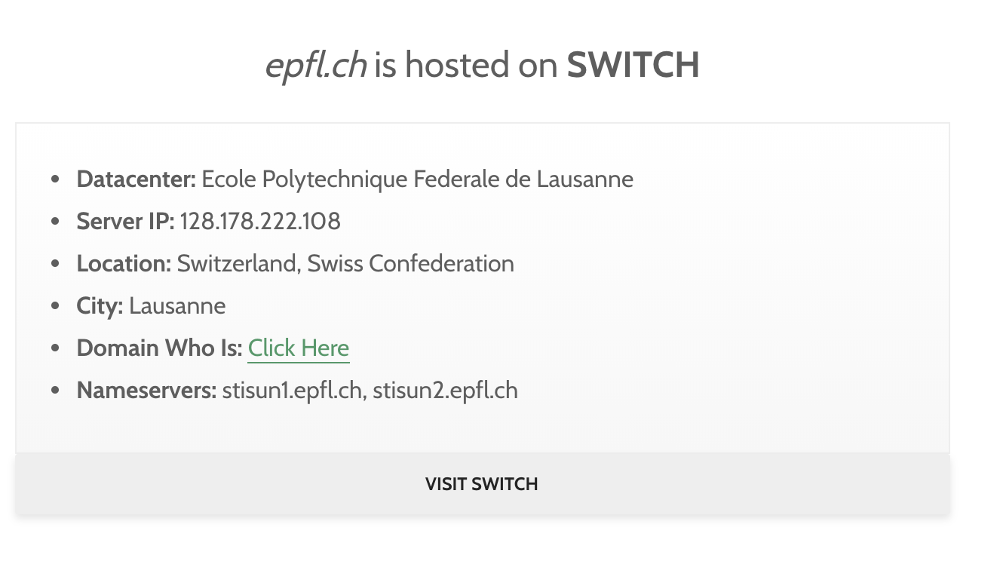 epfl.ch is hosted on SWITCH
Datacenter: Ecole Polytechnique Federale de Lausanne
Server IP: 128.178.222.108
Location: Switzerland, Swiss Confederation
City: Lausanne
Domain Who Is: Click Here
Nameservers: stisun1.epfl.ch, stisun2.epfl.ch
VISIT SWITCH